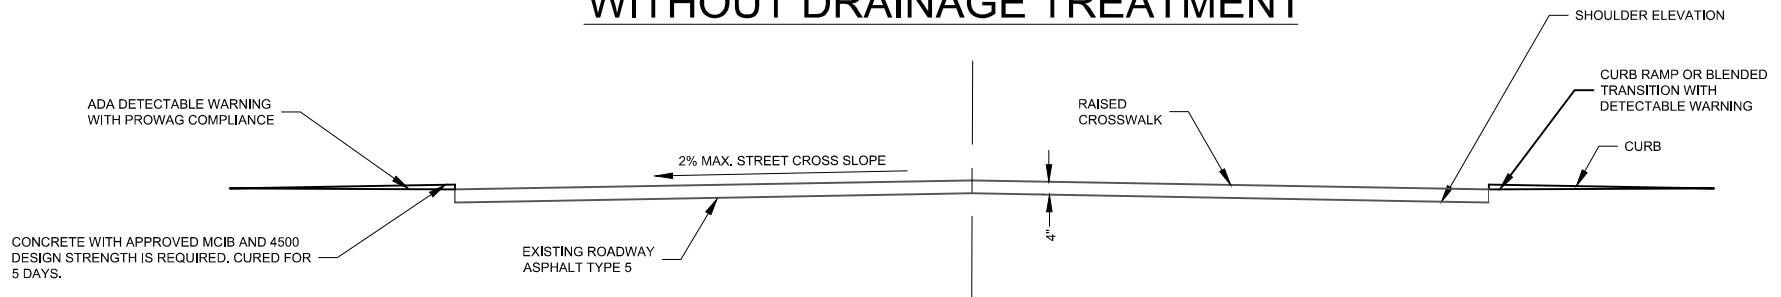 WITHOUT DRAINAGE TREATMENT
SHOULDER ELEVATION
ADA DETECTABLE WARNING
WITH PROWAG COMPLIANCE
RAISED
CROSSWALK
CURB RAMP OR BLENDED
TRANSITION WITH
DETECTABLE WARNING
2% MAX. STREET CROSS SLOPE
CURB
4"
CONCRETE WITH APPROVED MCIB AND 4500
DESIGN STRENGTH IS REQUIRED. CURED FOR
5 DAYS.
EXISTING ROADWAY
ASPHALT TYPE 5